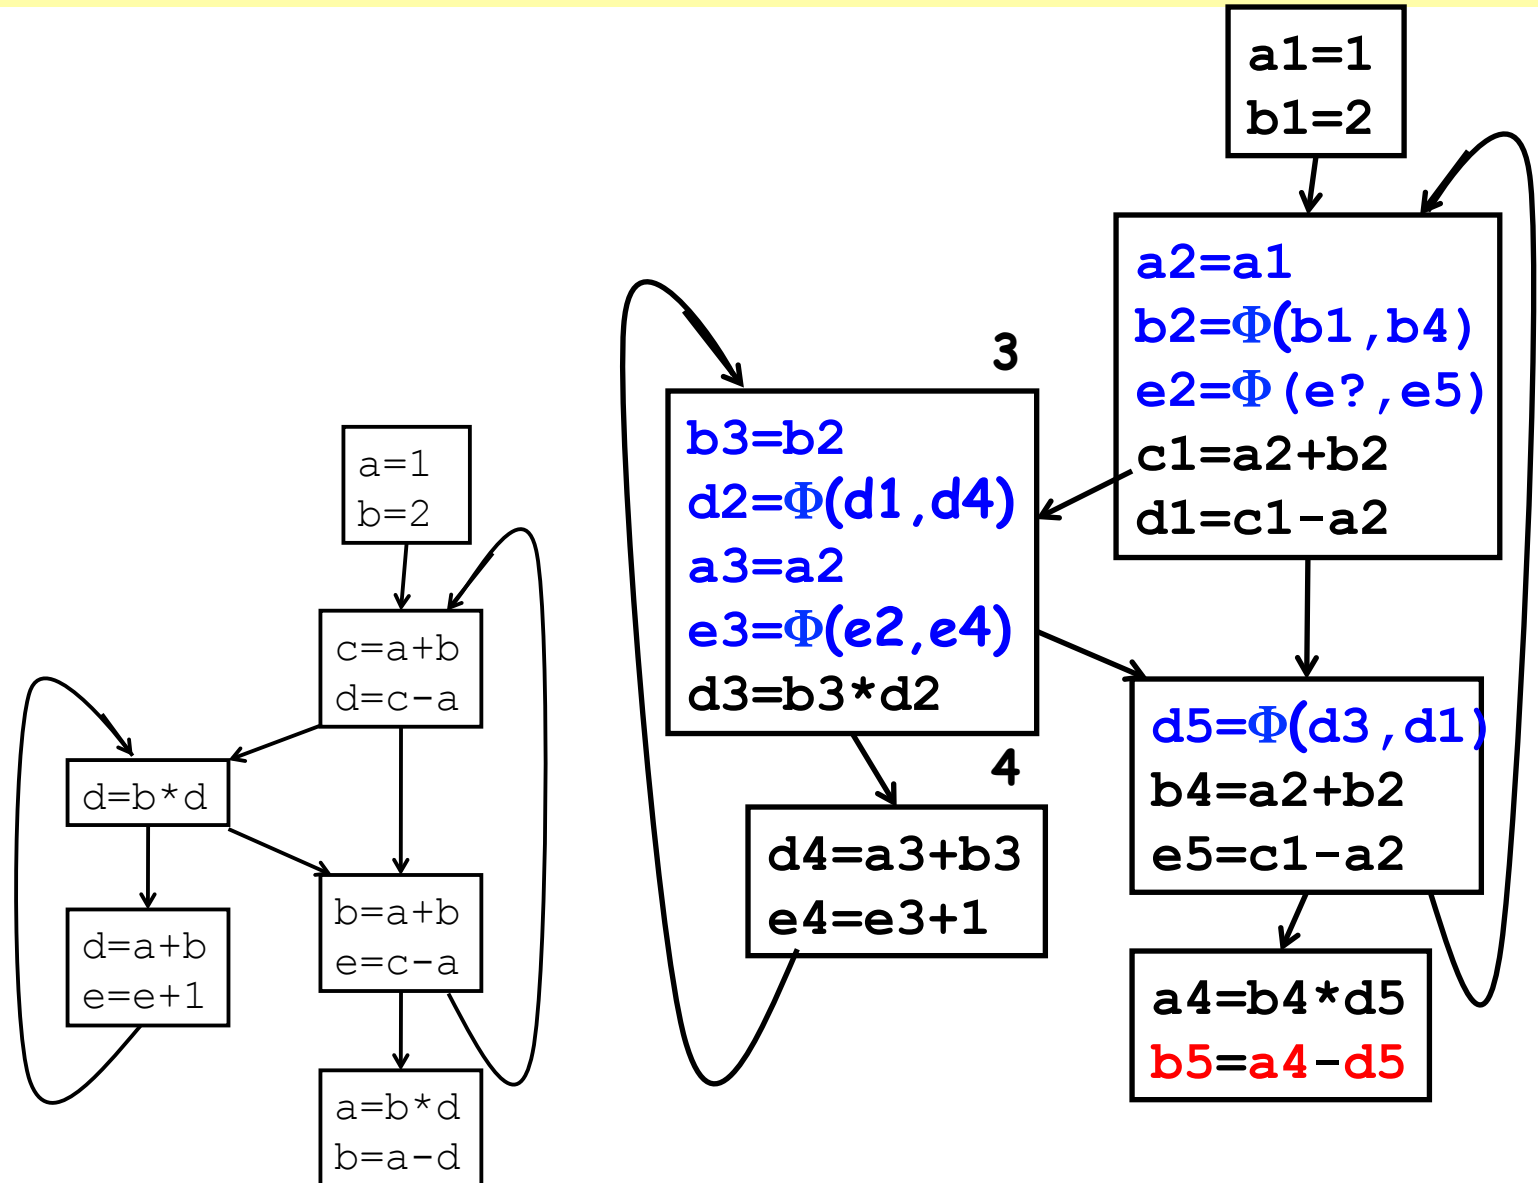 a=1
b=2
c=a+b
d=c-a
d=b*d
d=a+b
e=e+1
b=a+b
e=c-a
a=b*d
b=a-d
a1=1
b1=2
a2=a1
b2=Φ(b1,b4)
e2=Φ(e?,e5)
c1=a2+b2
d1=c1-a2
3
b3=b2
d2=Φ(d1,d4)
a3=a2
e3=Φ(e2,e4)
d3=b3*d2
4
d4=a3+b3
e4=e3+1
d5=Φ(d3,d1)
b4=a2+b2
e5=c1-a2
a4=b4*d5
b5=a4-d5